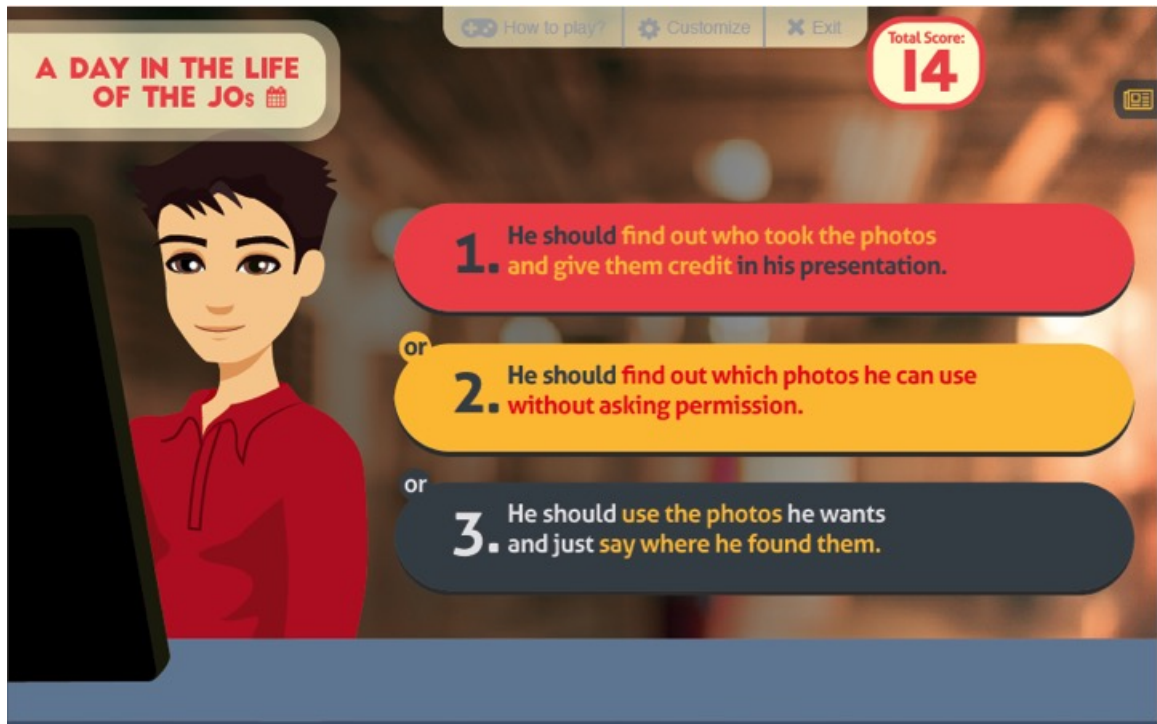 How to play? Customize Exit
Total Score:
14
A DAY IN THE LIFE
OF THE JOs
1. He should find out who took the photos
and give them credit in his presentation.
or
2. He should find out which photos he can use
without asking permission.
or
3. He should use the photos he wants
and just say where he found them.